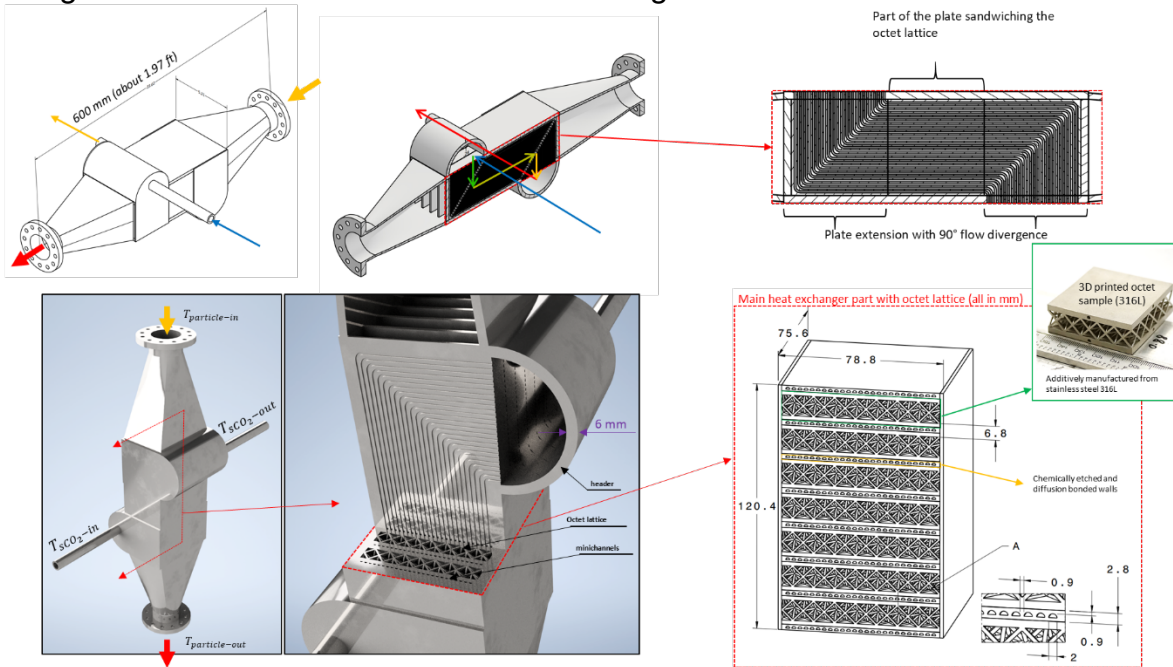 600 mm (about 1.97 ft)
Part of the plate sandwiching the
octet lattice
Plate extension with 90° flow divergence
T_particle-in
T_sCO2-out
T_sCO2-in
T_particle-out
6 mm
header
Octet lattice
minichannels
Main heat exchanger part with octet lattice (all in mm)
3D printed octet
sample (316L)
Additively manufactured from
stainless steel 316L
75.6
78.8
6.8
Chemically etched and
diffusion bonded walls
120.4
A
0.9
2.8
0.9
2